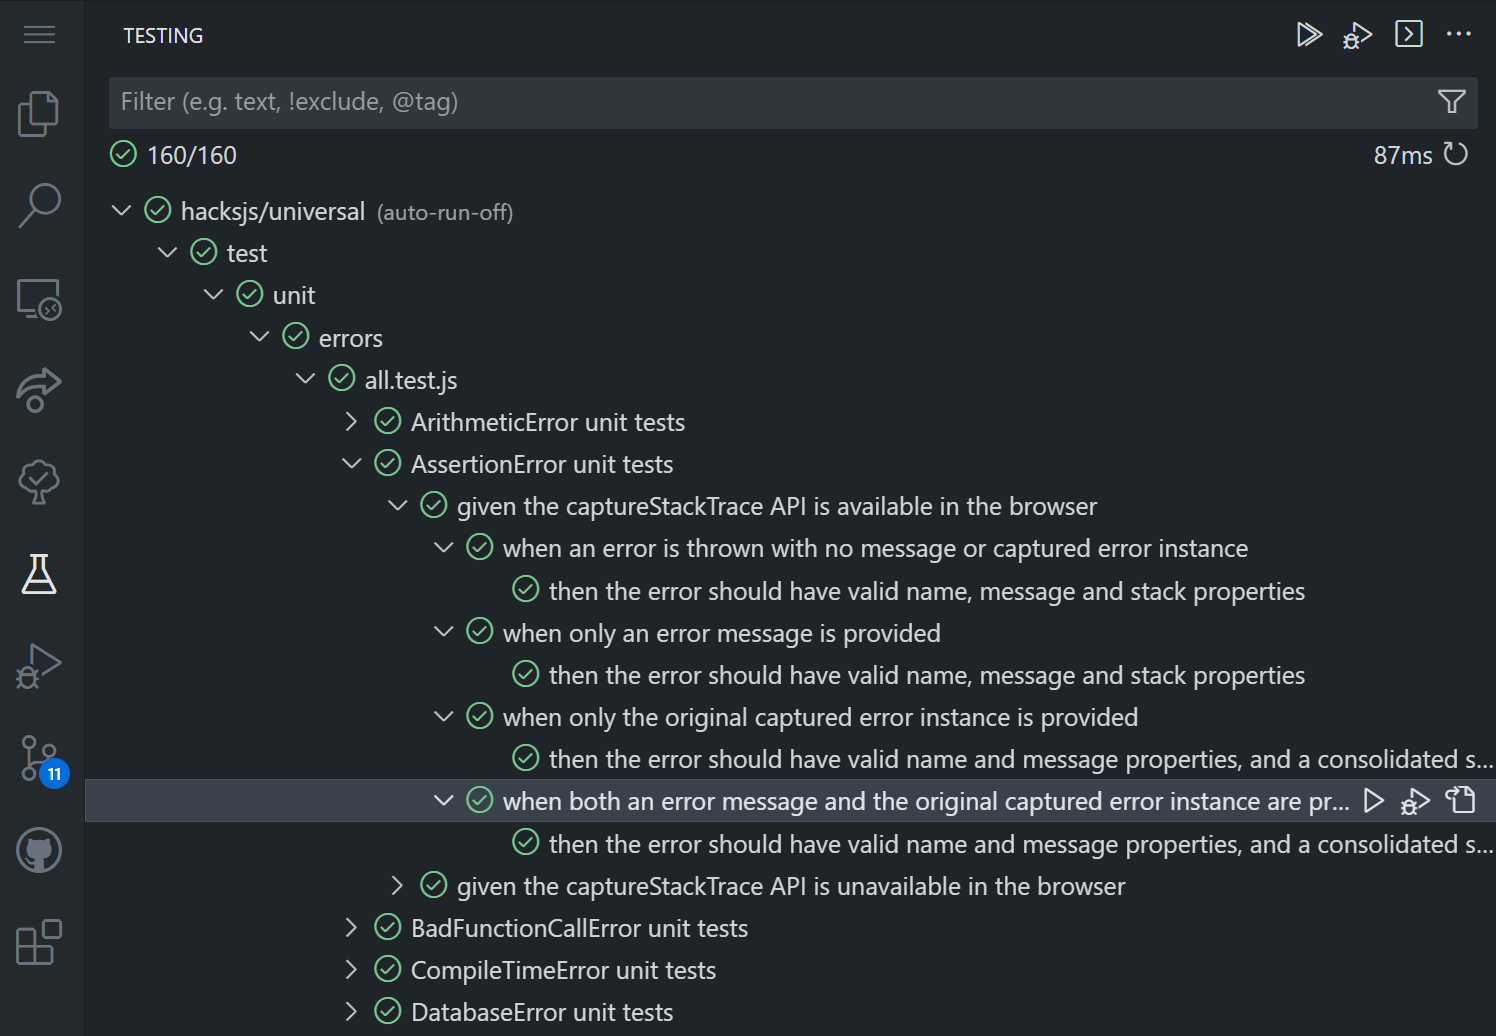 TESTING
Filter (e.g. text, !exclude, @tag)
160/160 87ms
hacksjs/universal (auto-run-off)
test
unit
errors
all.test.js
ArithmeticError unit tests
AssertionError unit tests
given the captureStackTrace API is available in the browser
when an error is thrown with no message or captured error instance
then the error should have valid name, message and stack properties
when only an error message is provided
then the error should have valid name, message and stack properties
when only the original captured error instance is provided
then the error should have valid name and message properties, and a consolidated s...
11
when both an error message and the original captured error instance are pr...
then the error should have valid name and message properties, and a consolidated s...
given the captureStackTrace API is unavailable in the browser
BadFunctionCallError unit tests
CompileTimeError unit tests
DatabaseError unit tests